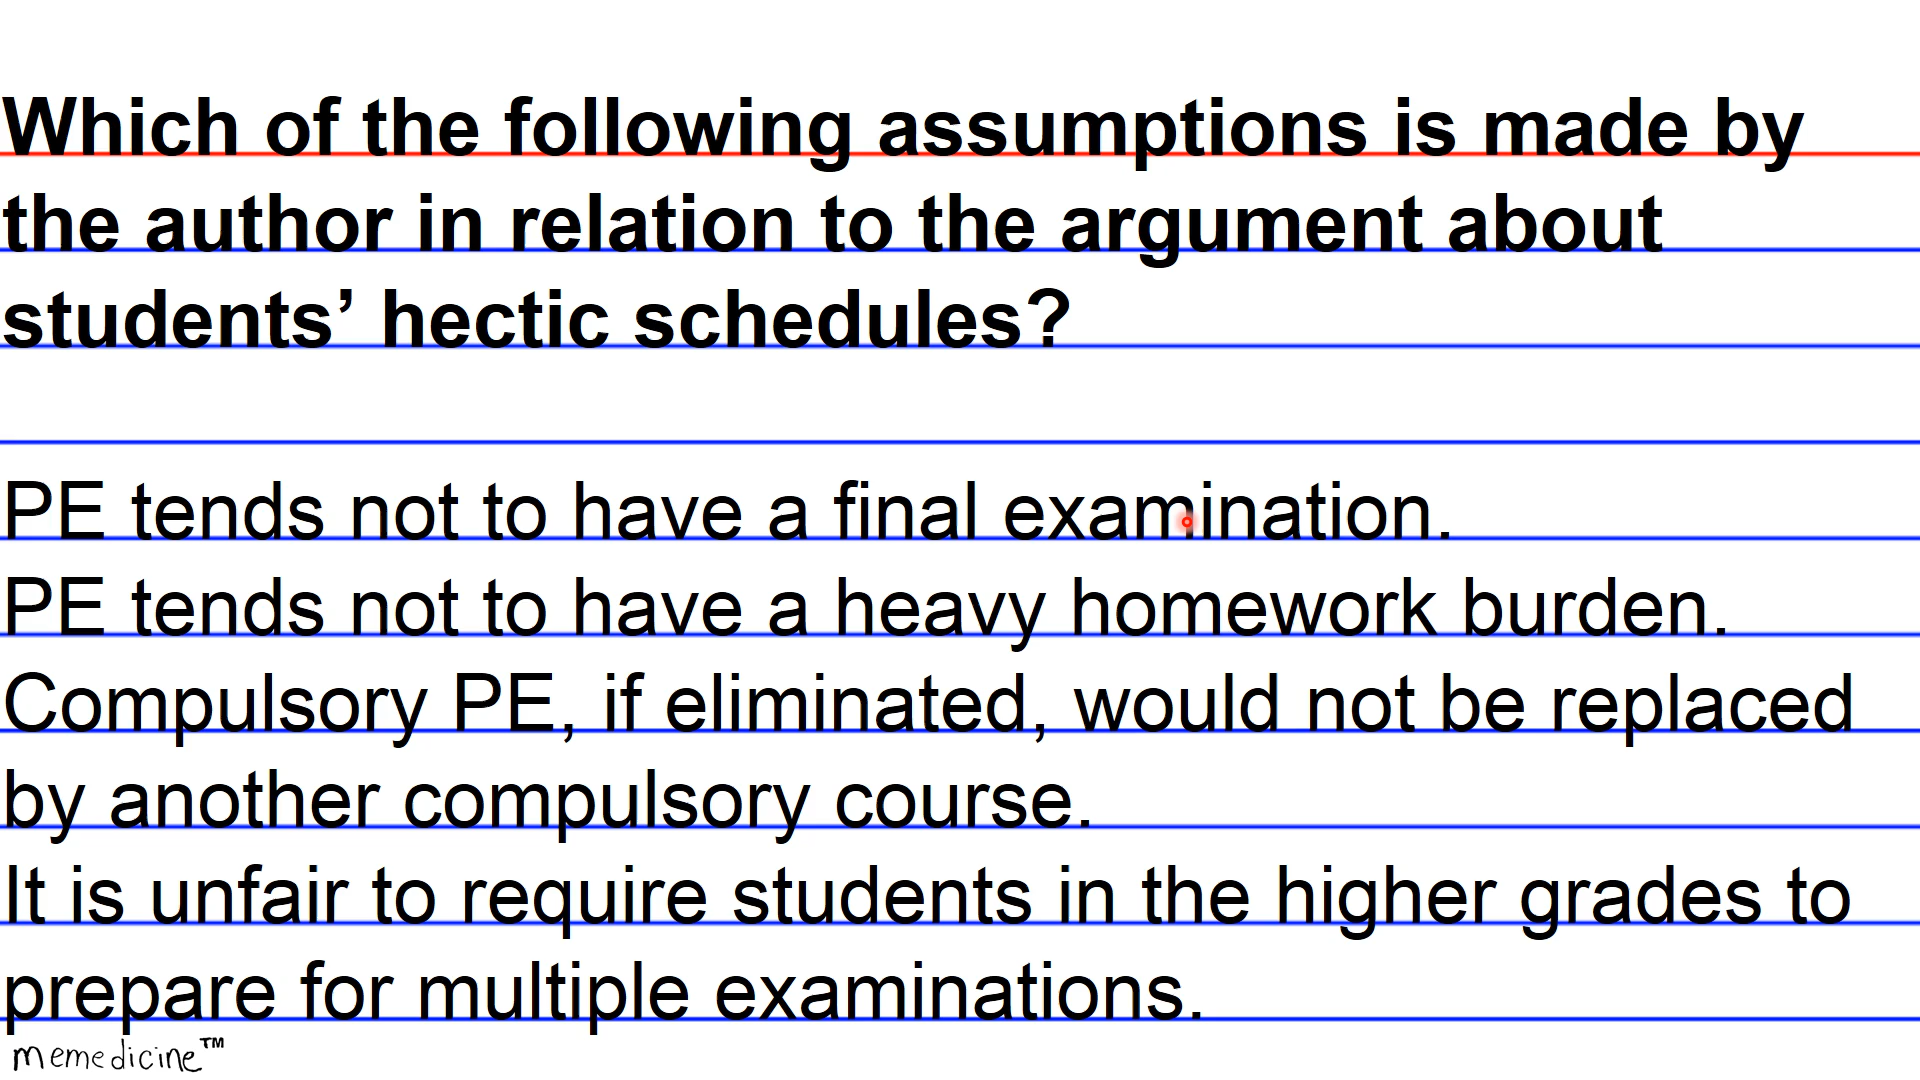 Which of the following assumptions is made by
the author in relation to the argument about
students’ hectic schedules?
PE tends not to have a final examination.
PE tends not to have a heavy homework burden.
Compulsory PE, if eliminated, would not be replaced
by another compulsory course.
It is unfair to require students in the higher grades to
prepare for multiple examinations.
memedicine™